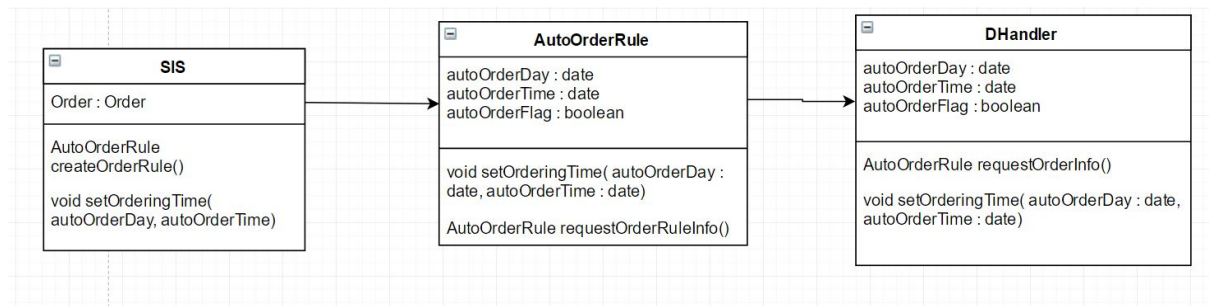 SIS
Order : Order
AutoOrderRule
createOrderRule()
void setOrderingTime(
autoOrderDay, autoOrderTime)
AutoOrderRule
autoOrderDay : date
autoOrderTime : date
autoOrderFlag : boolean
void setOrderingTime( autoOrderDay :
date, autoOrderTime : date)
AutoOrderRule requestOrderRuleInfo()
DHandler
autoOrderDay : date
autoOrderTime : date
autoOrderFlag : boolean
AutoOrderRule requestOrderInfo()
void setOrderingTime( autoOrderDay : date,
autoOrderTime : date)